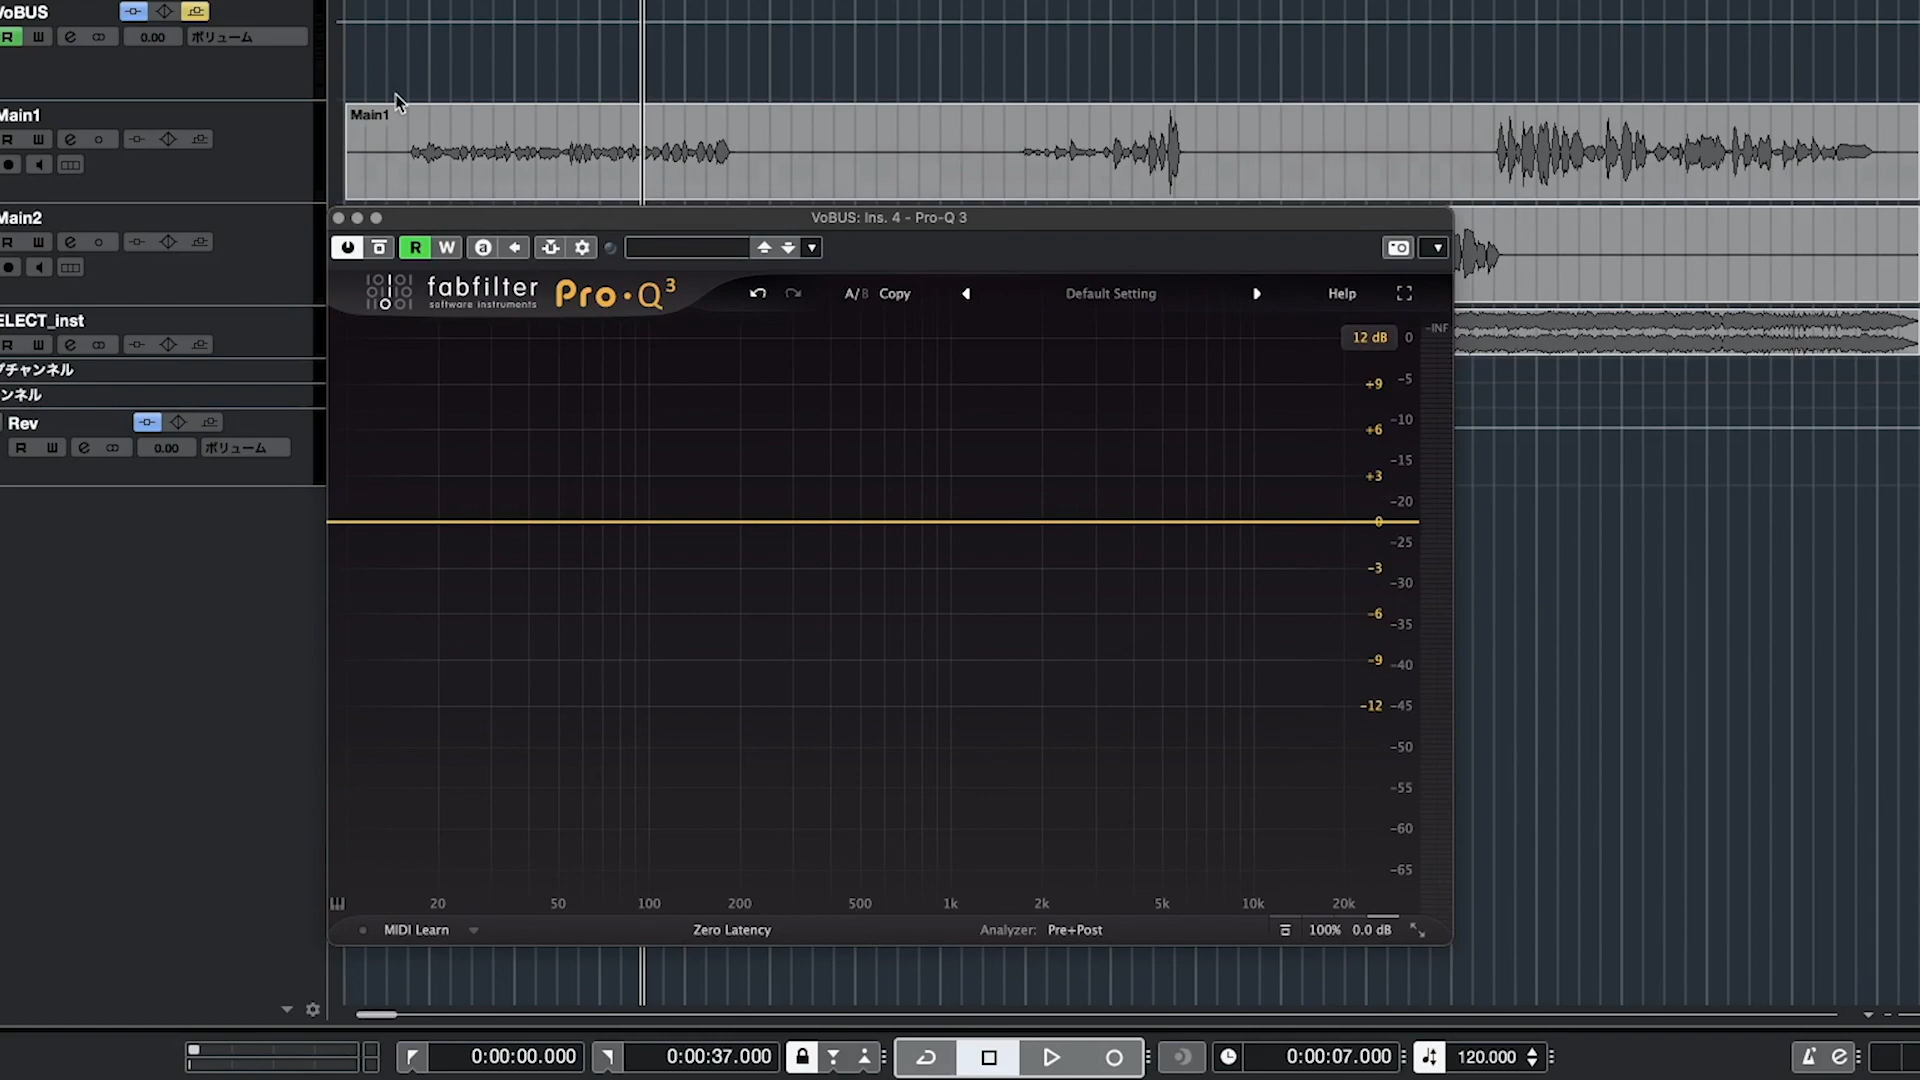 VoBUS
R
0.00 ボリューム
Main1
R
Main1
Main2
R
VoBUS: Ins. 4 - Pro-Q 3
R W
fabfilter
software instruments
Pro·Q3
A/B Copy
Default Setting
Help
ELECT_inst
R
プチャンネル
ンネル
Rev
R
0.00 ボリューム
12 dB 0 -INF
+9 -5
+6 -10
-15
+3
-20
0
-25
-3 -30
-6 -35
-9 -40
-12 -45
-50
-55
-60
-65
20 50 100 200 500 1k 2k 5k 10k 20k
MIDI Learn
Zero Latency
Analyzer: Pre+Post
100% 0.0 dB
0:00:00.000
0:00:37.000
0:00:07.000
120.000